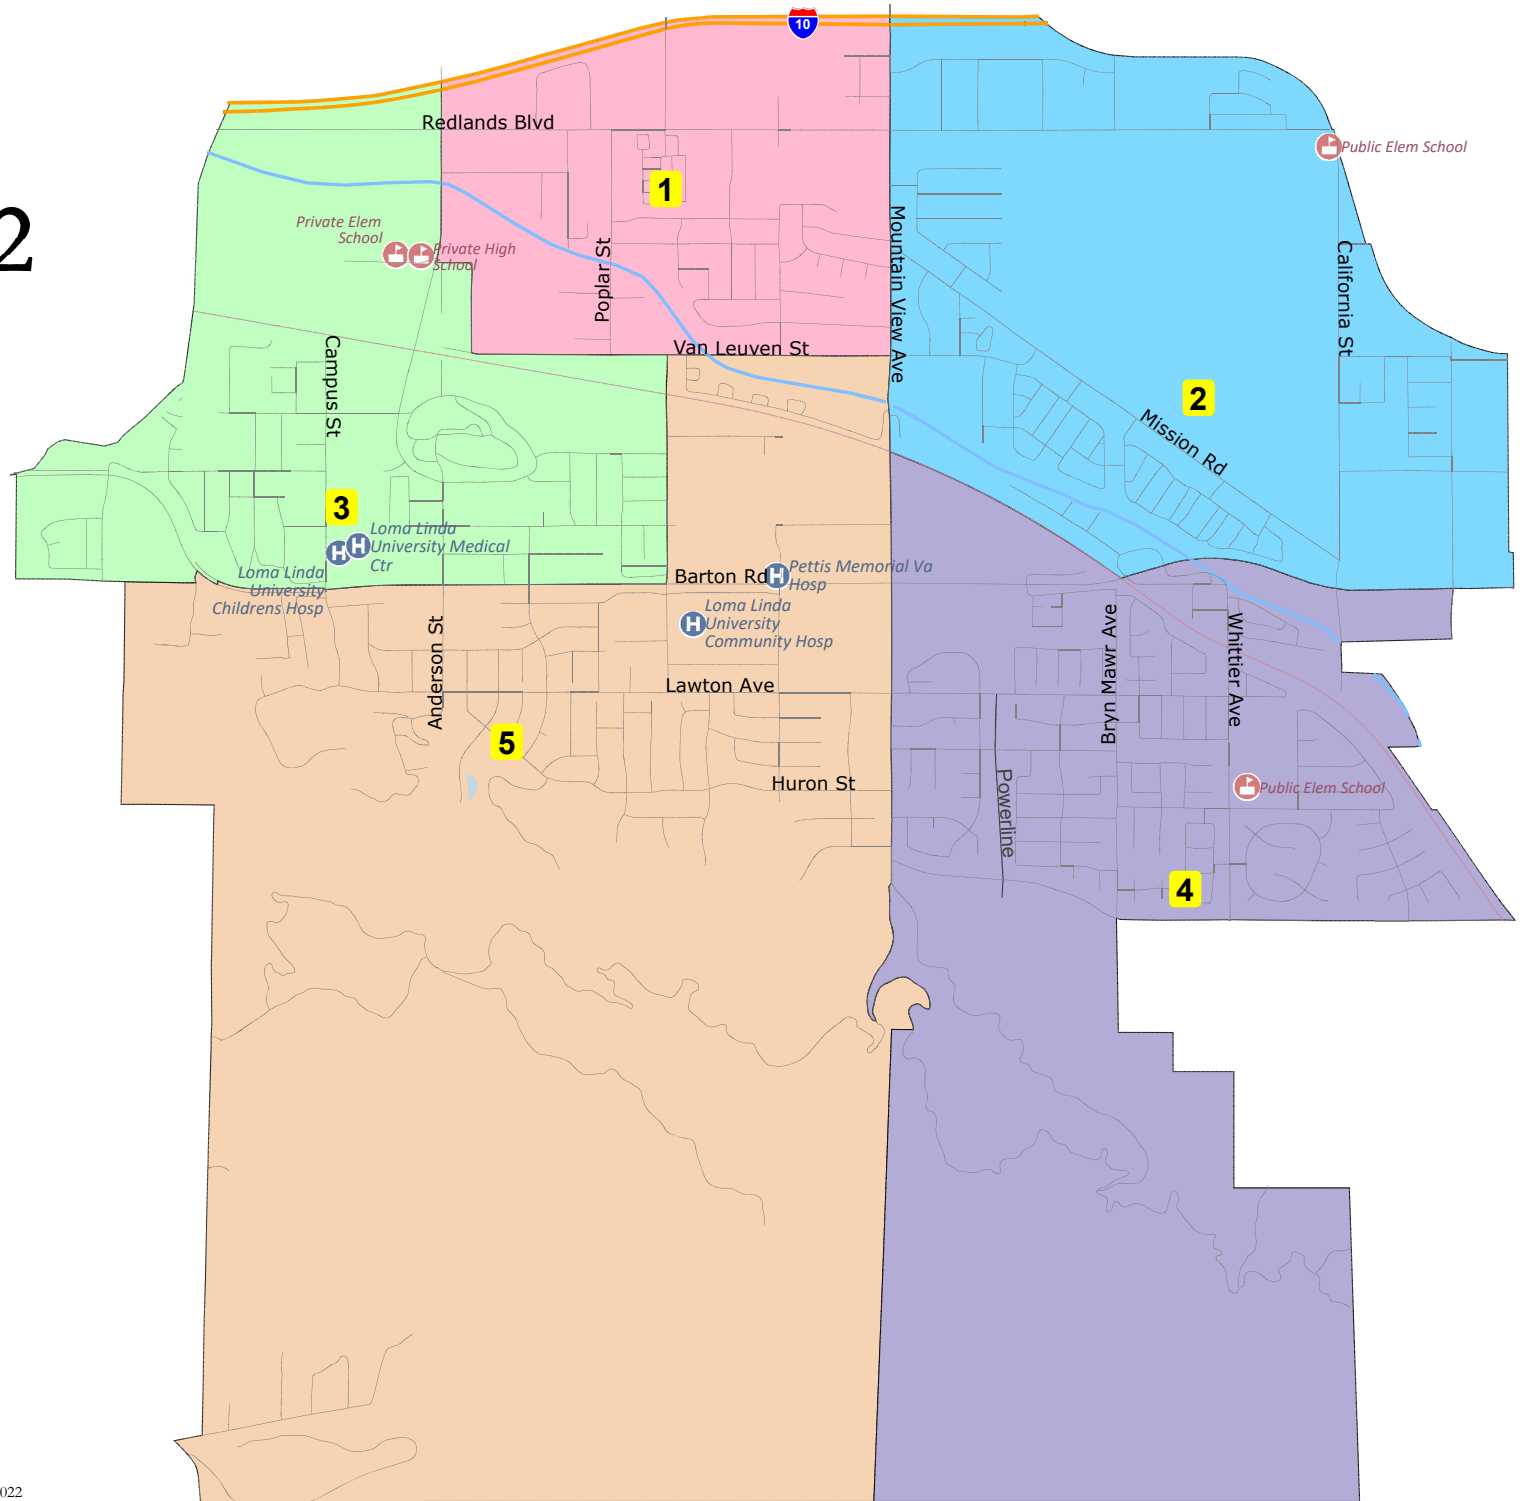 10
Redlands Blvd
Public Elem School
1
2
Private Elem
School
Private High
School
Poplar St
Mountain View Ave
California St
Campus St
Van Leuven St
2
Mission Rd
3
Loma Linda
University Medical
Ctr
Loma Linda
University
Childrens Hosp
Barton Rd
Pettis Memorial Va
Hosp
Loma Linda
University
Community Hosp
Anderson St
Bryn Mawr Ave
Whittier Ave
Lawton Ave
5
Huron St
Powerline
Public Elem School
4
022